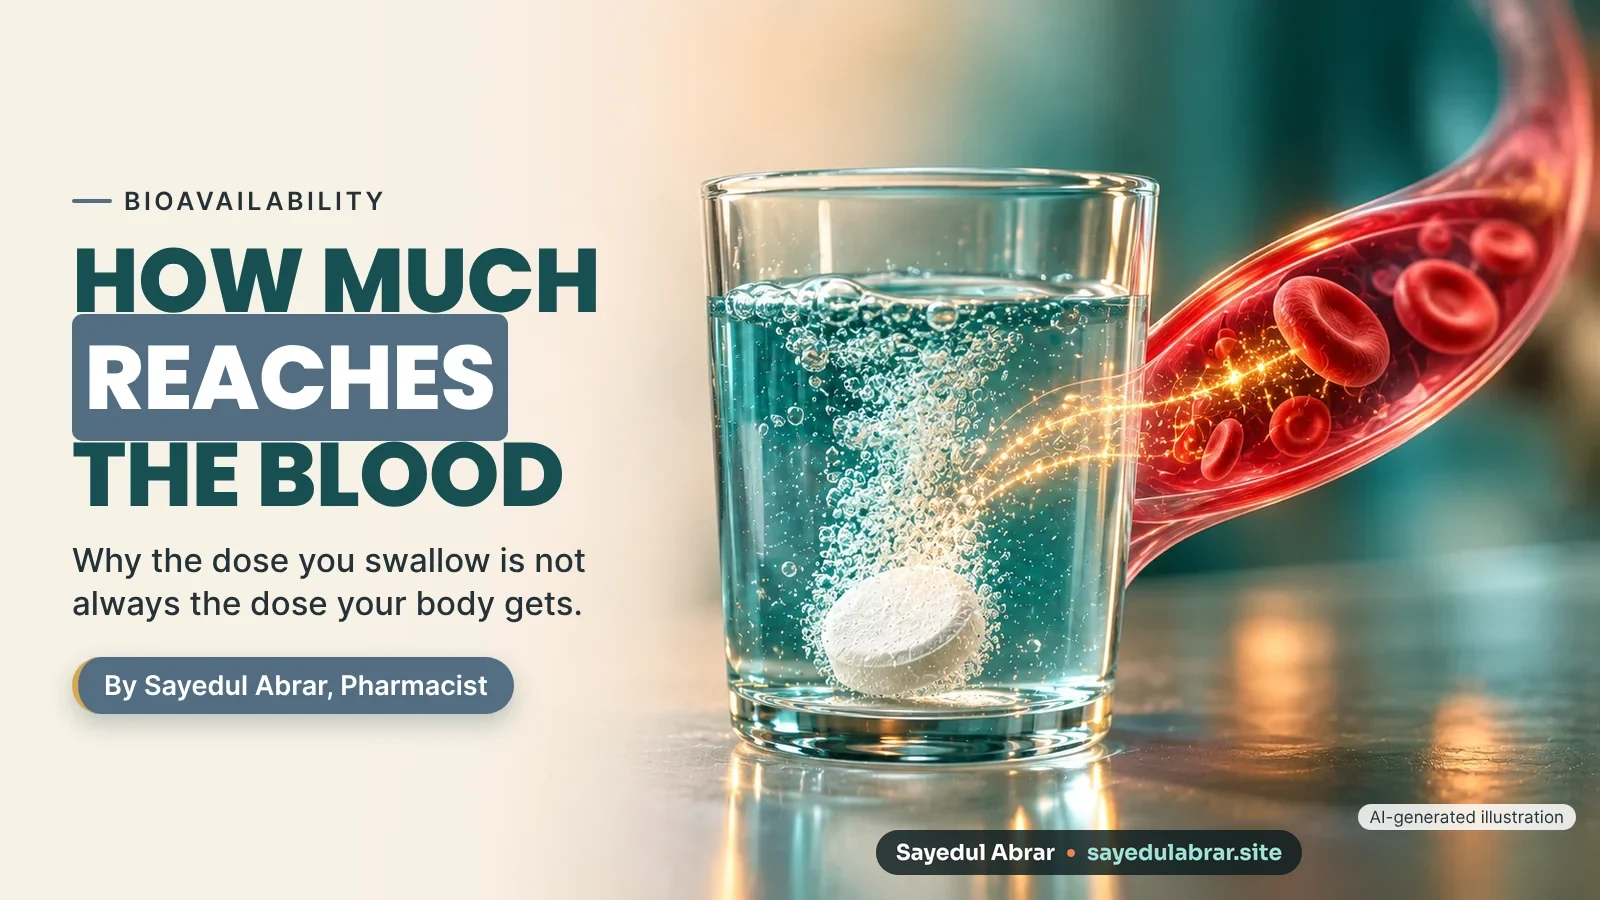 BIOAVAILABILITY
HOW MUCH
REACHES
THE BLOOD
Why the dose you swallow is not
always the dose your body gets.
By Sayedul Abrar, Pharmacist
AI-generated illustration
Sayedul Abrar • sayedulabrar.site